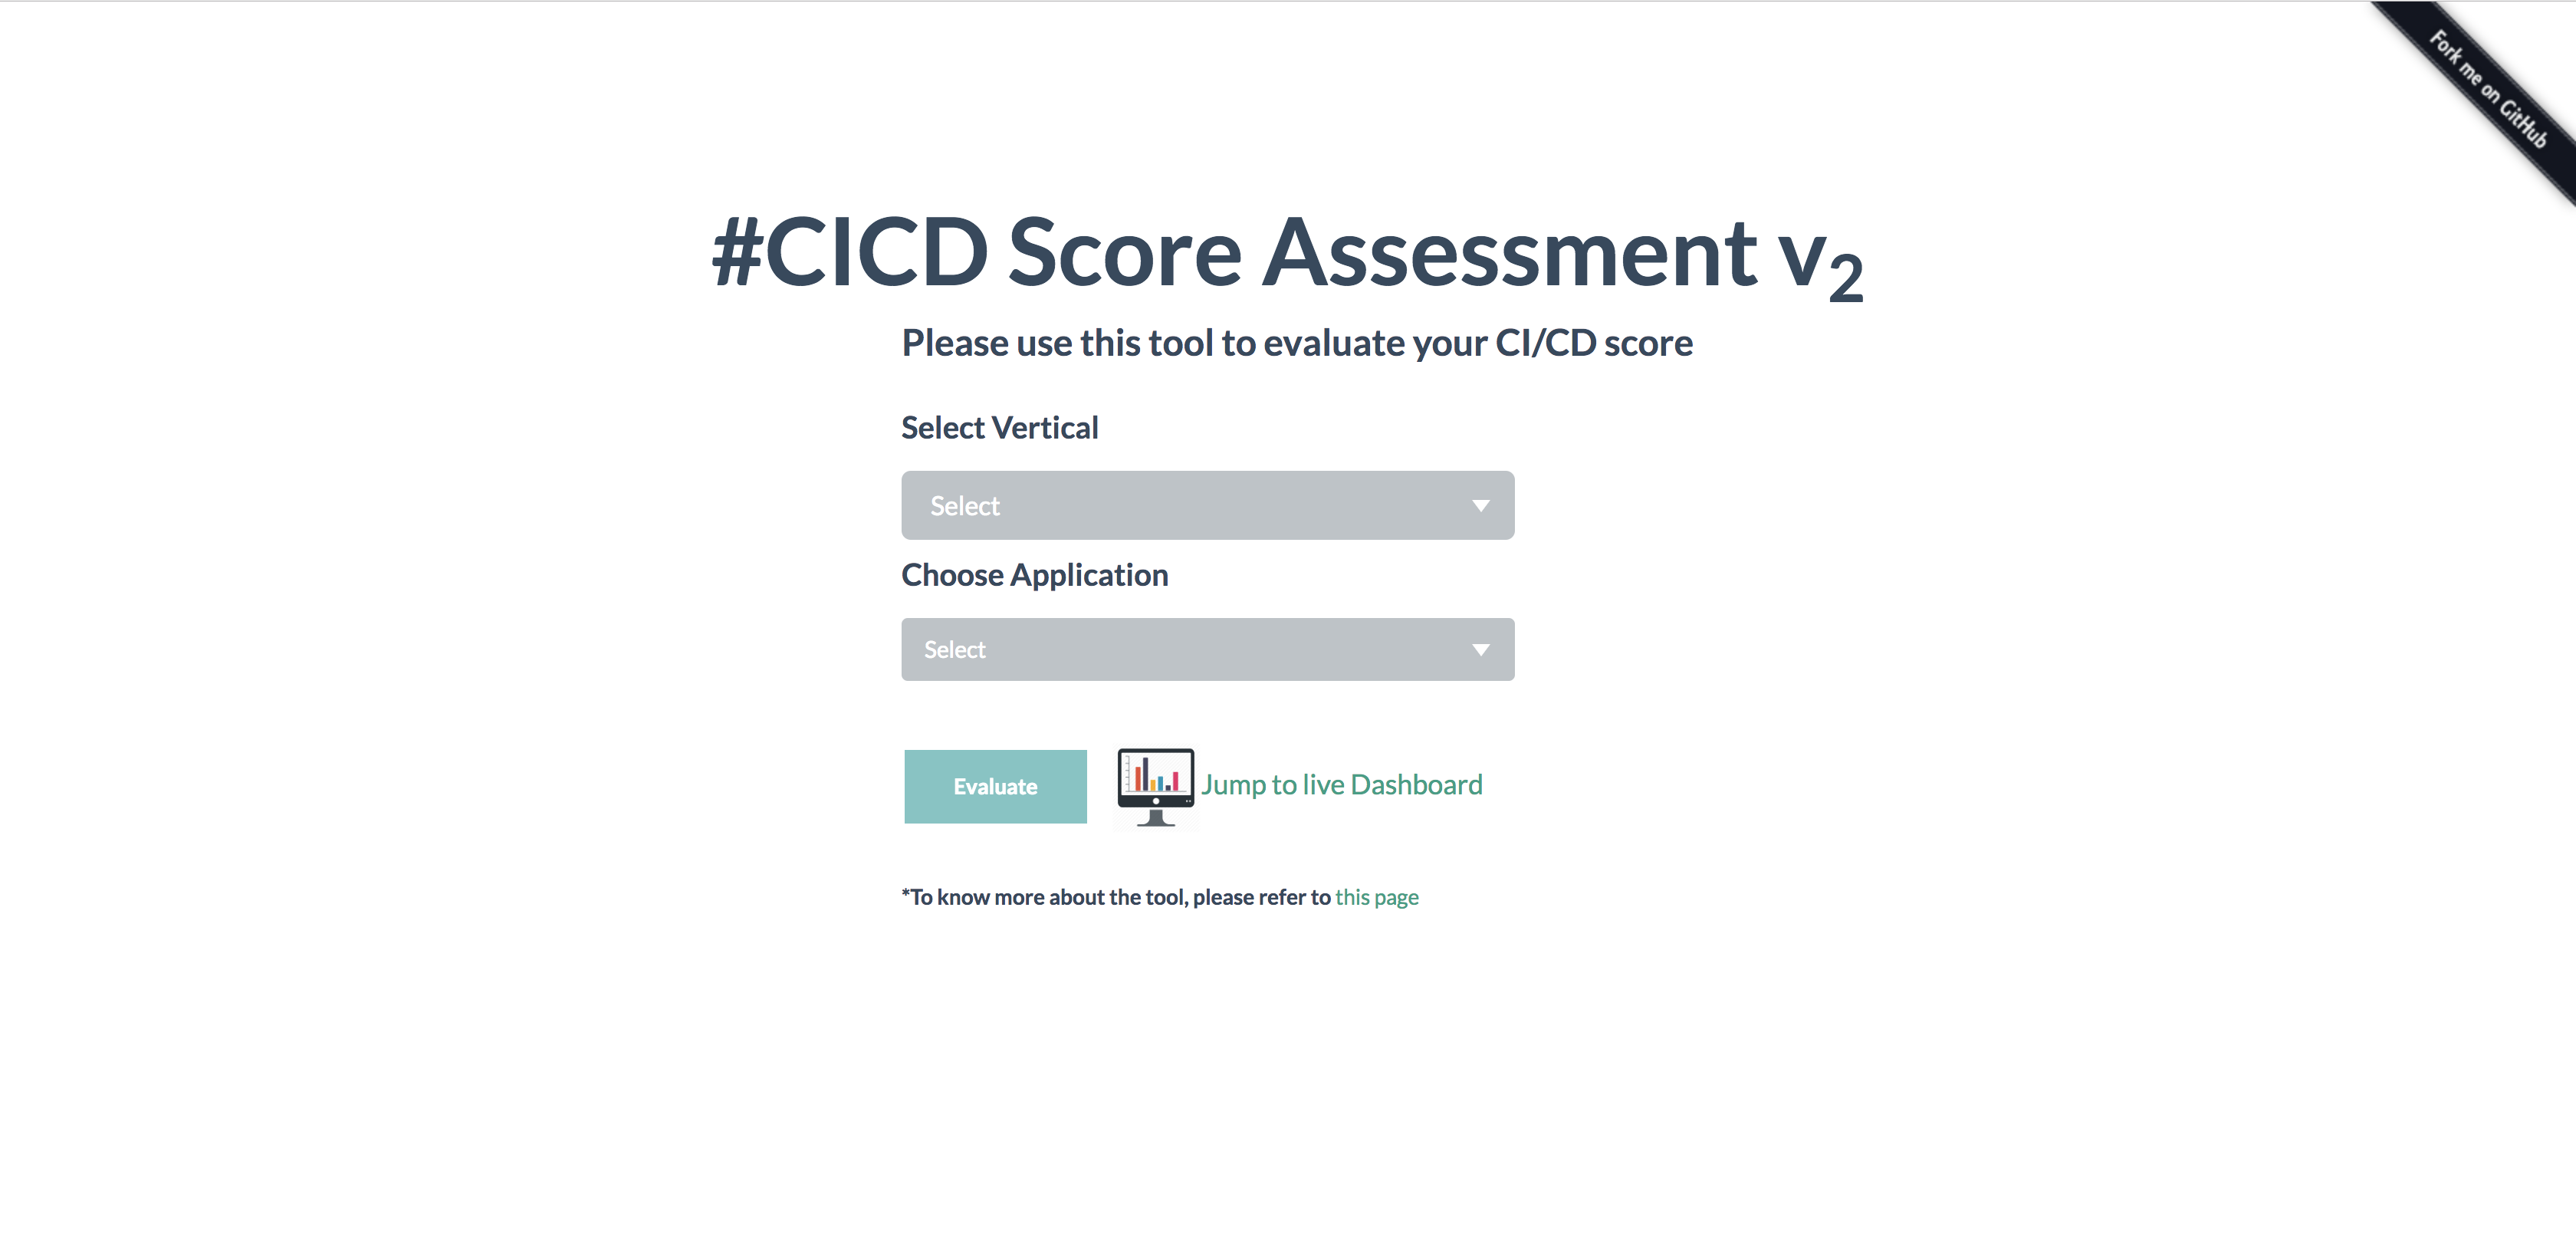 Fork me on GitHub
#CICD Score Assessment v2
Please use this tool to evaluate your CI/CD score
Select Vertical
Select
Choose Application
Select
Evaluate
Jump to live Dashboard
*To know more about the tool, please refer to this page